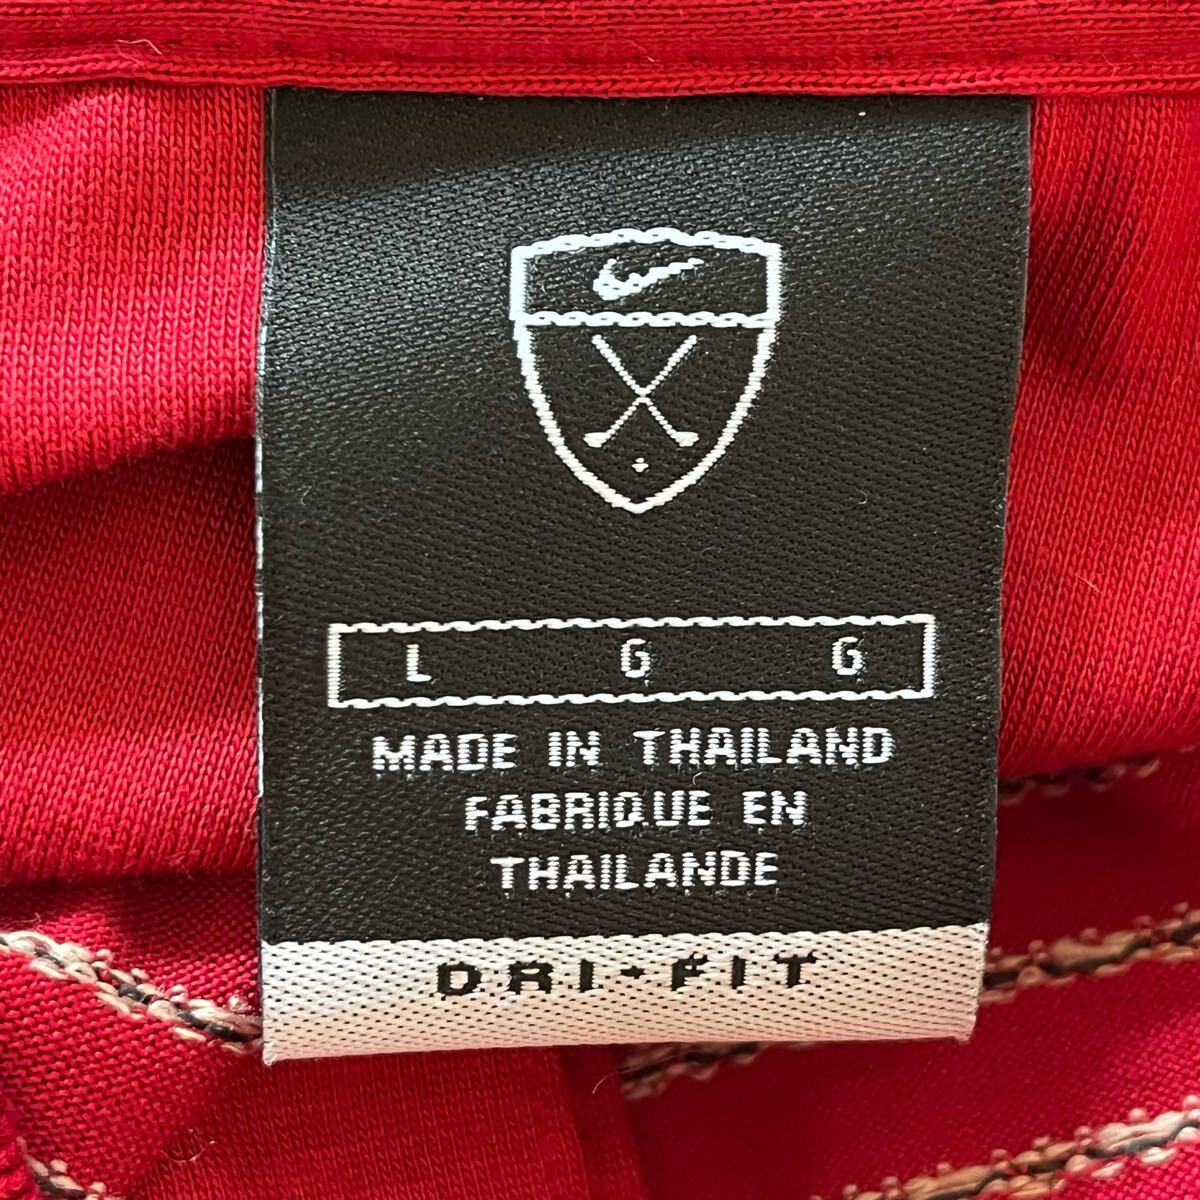 L G G
MADE IN THAILAND
FABRIQUE EN
THAILANDE
DRI-FIT